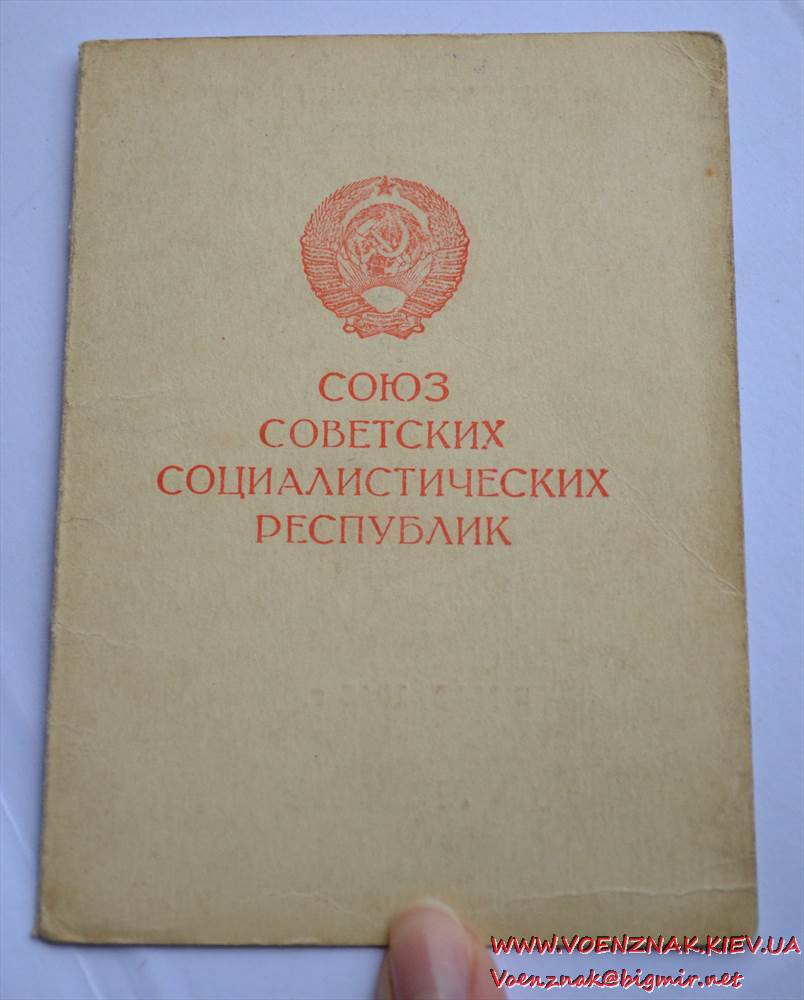 СОЮЗ
СОВЕТСКИХ
СОЦИАЛИСТИЧЕСКИХ
РЕСПУБЛИК
WWW.VOENZNAK.KIEV.UA
Voenznak@bigmir.net